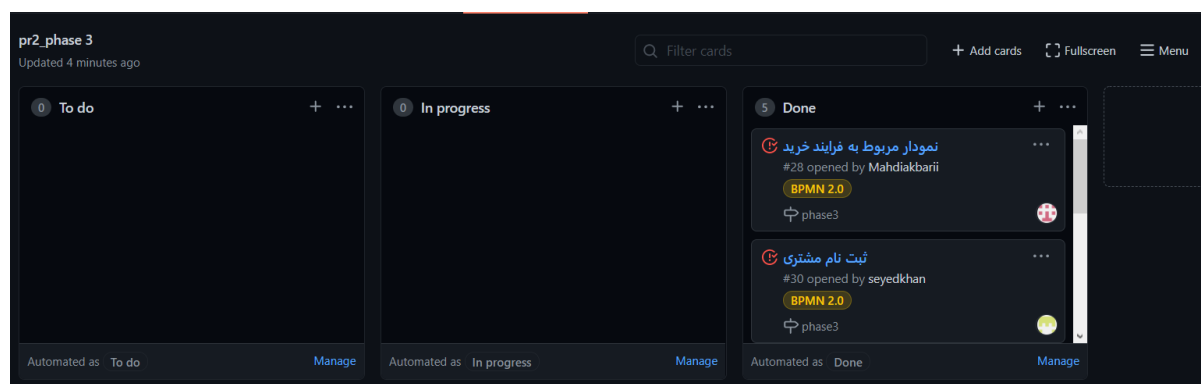 pr2_phase 3
Updated 4 minutes ago
Filter cards
Add cards
Fullscreen
Menu
0 To do
0 In progress
5 Done
نمودار مربوط به فرایند خرید
#28 opened by Mahdiakbarii
BPMN 2.0
phase3
ثبت نام مشتری
#30 opened by seyedkhan
BPMN 2.0
phase3
Automated as To do Manage
Automated as In progress Manage
Automated as Done Manage